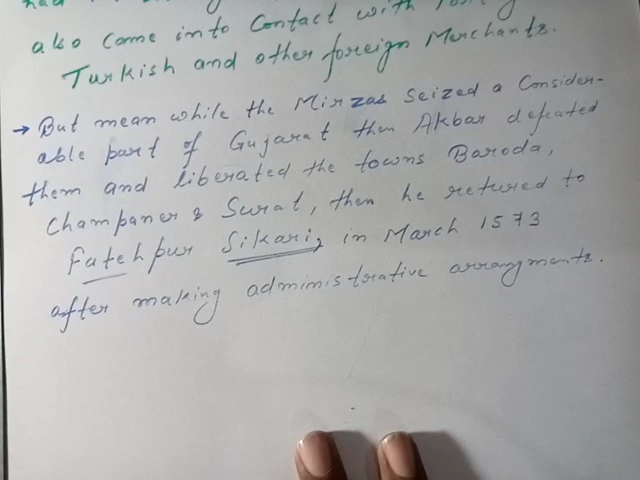 had
also come into Contact with
Turkish and other foreign Merchants.
→ But mean while the Mirzas Seized a Consider-
able part of Gujarat then Akbar defeated
them and liberated the towns Baroda,
Champaner & Surat, then he retured to
Fatehpur Sikari, in March 1573
after making administrative arrangments.